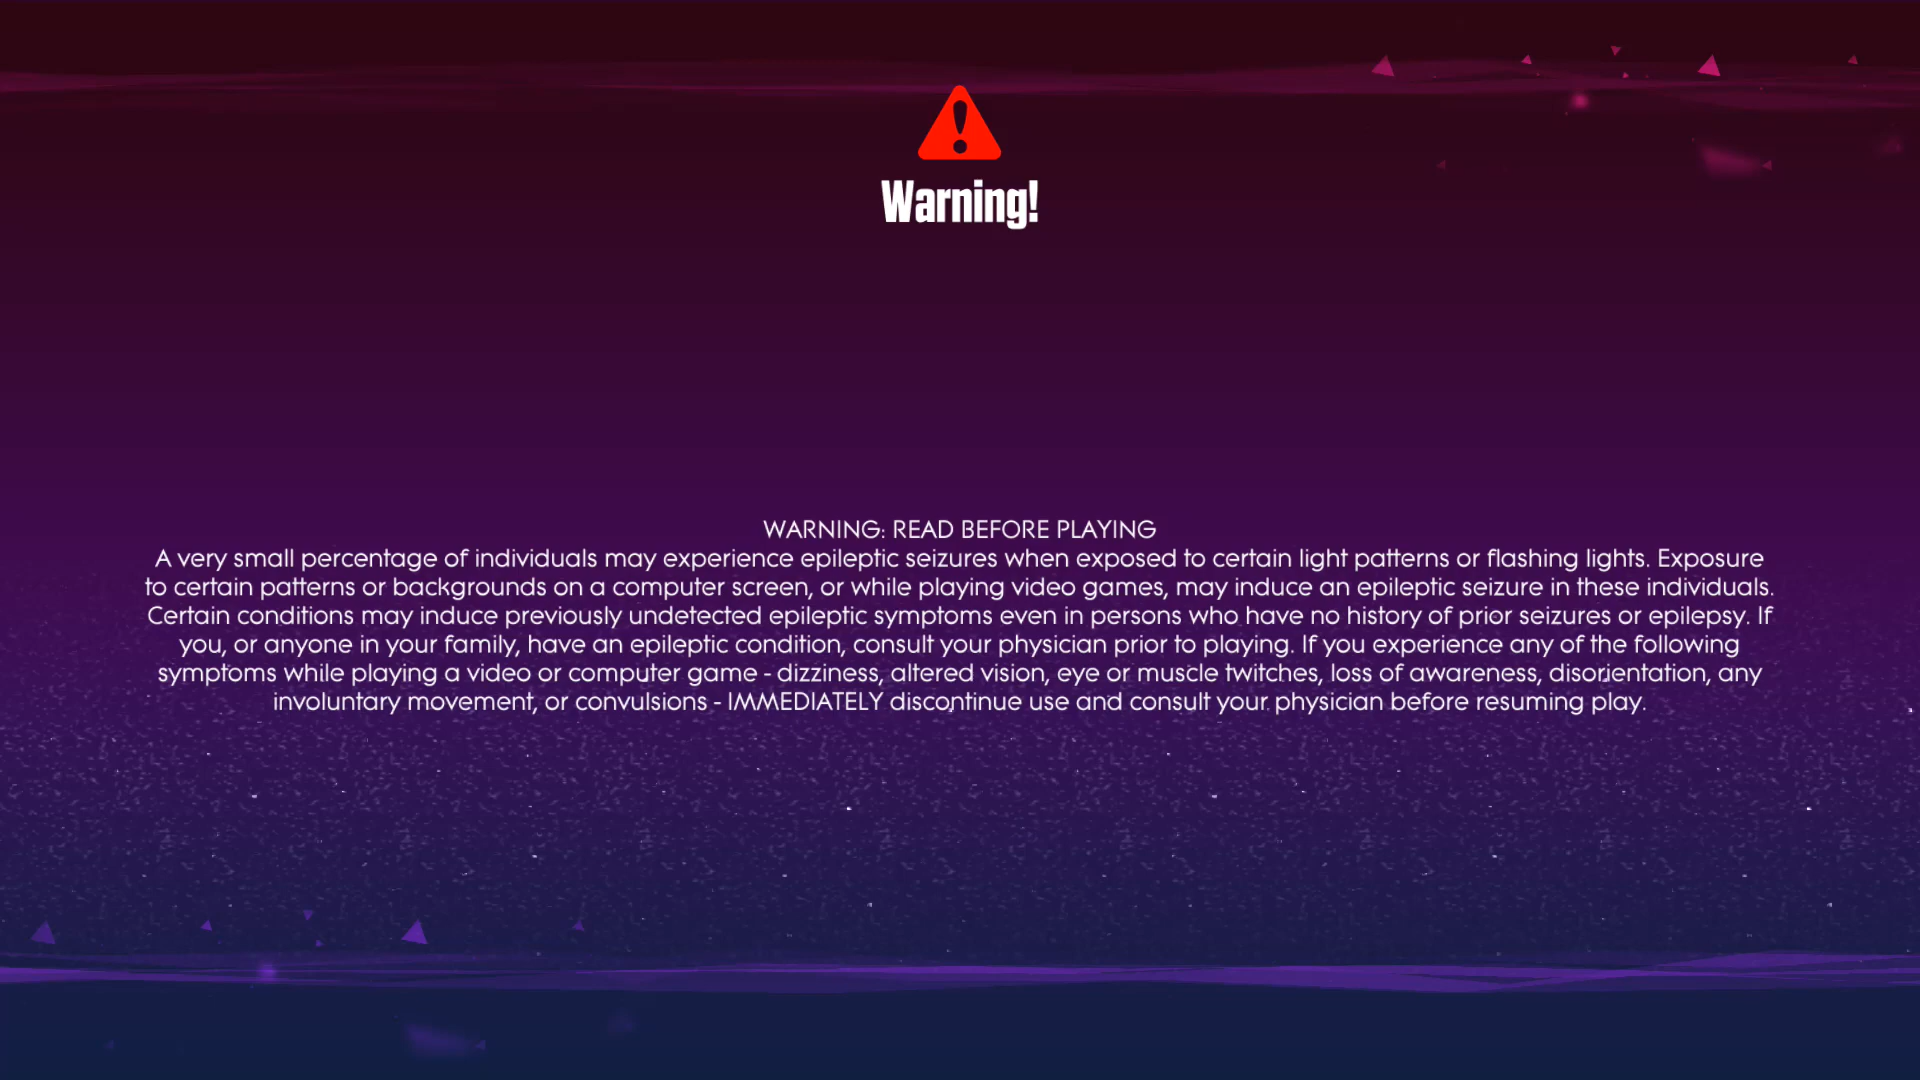 Warning!
WARNING: READ BEFORE PLAYING
A very small percentage of individuals may experience epileptic seizures when exposed to certain light patterns or flashing lights. Exposure
to certain patterns or backgrounds on a computer screen, or while playing video games, may induce an epileptic seizure in these individuals.
Certain conditions may induce previously undetected epileptic symptoms even in persons who have no history of prior seizures or epilepsy. If
you, or anyone in your family, have an epileptic condition, consult your physician prior to playing. If you experience any of the following
symptoms while playing a video or computer game - dizziness, altered vision, eye or muscle twitches, loss of awareness, disorientation, any
involuntary movement, or convulsions - IMMEDIATELY discontinue use and consult your physician before resuming play.